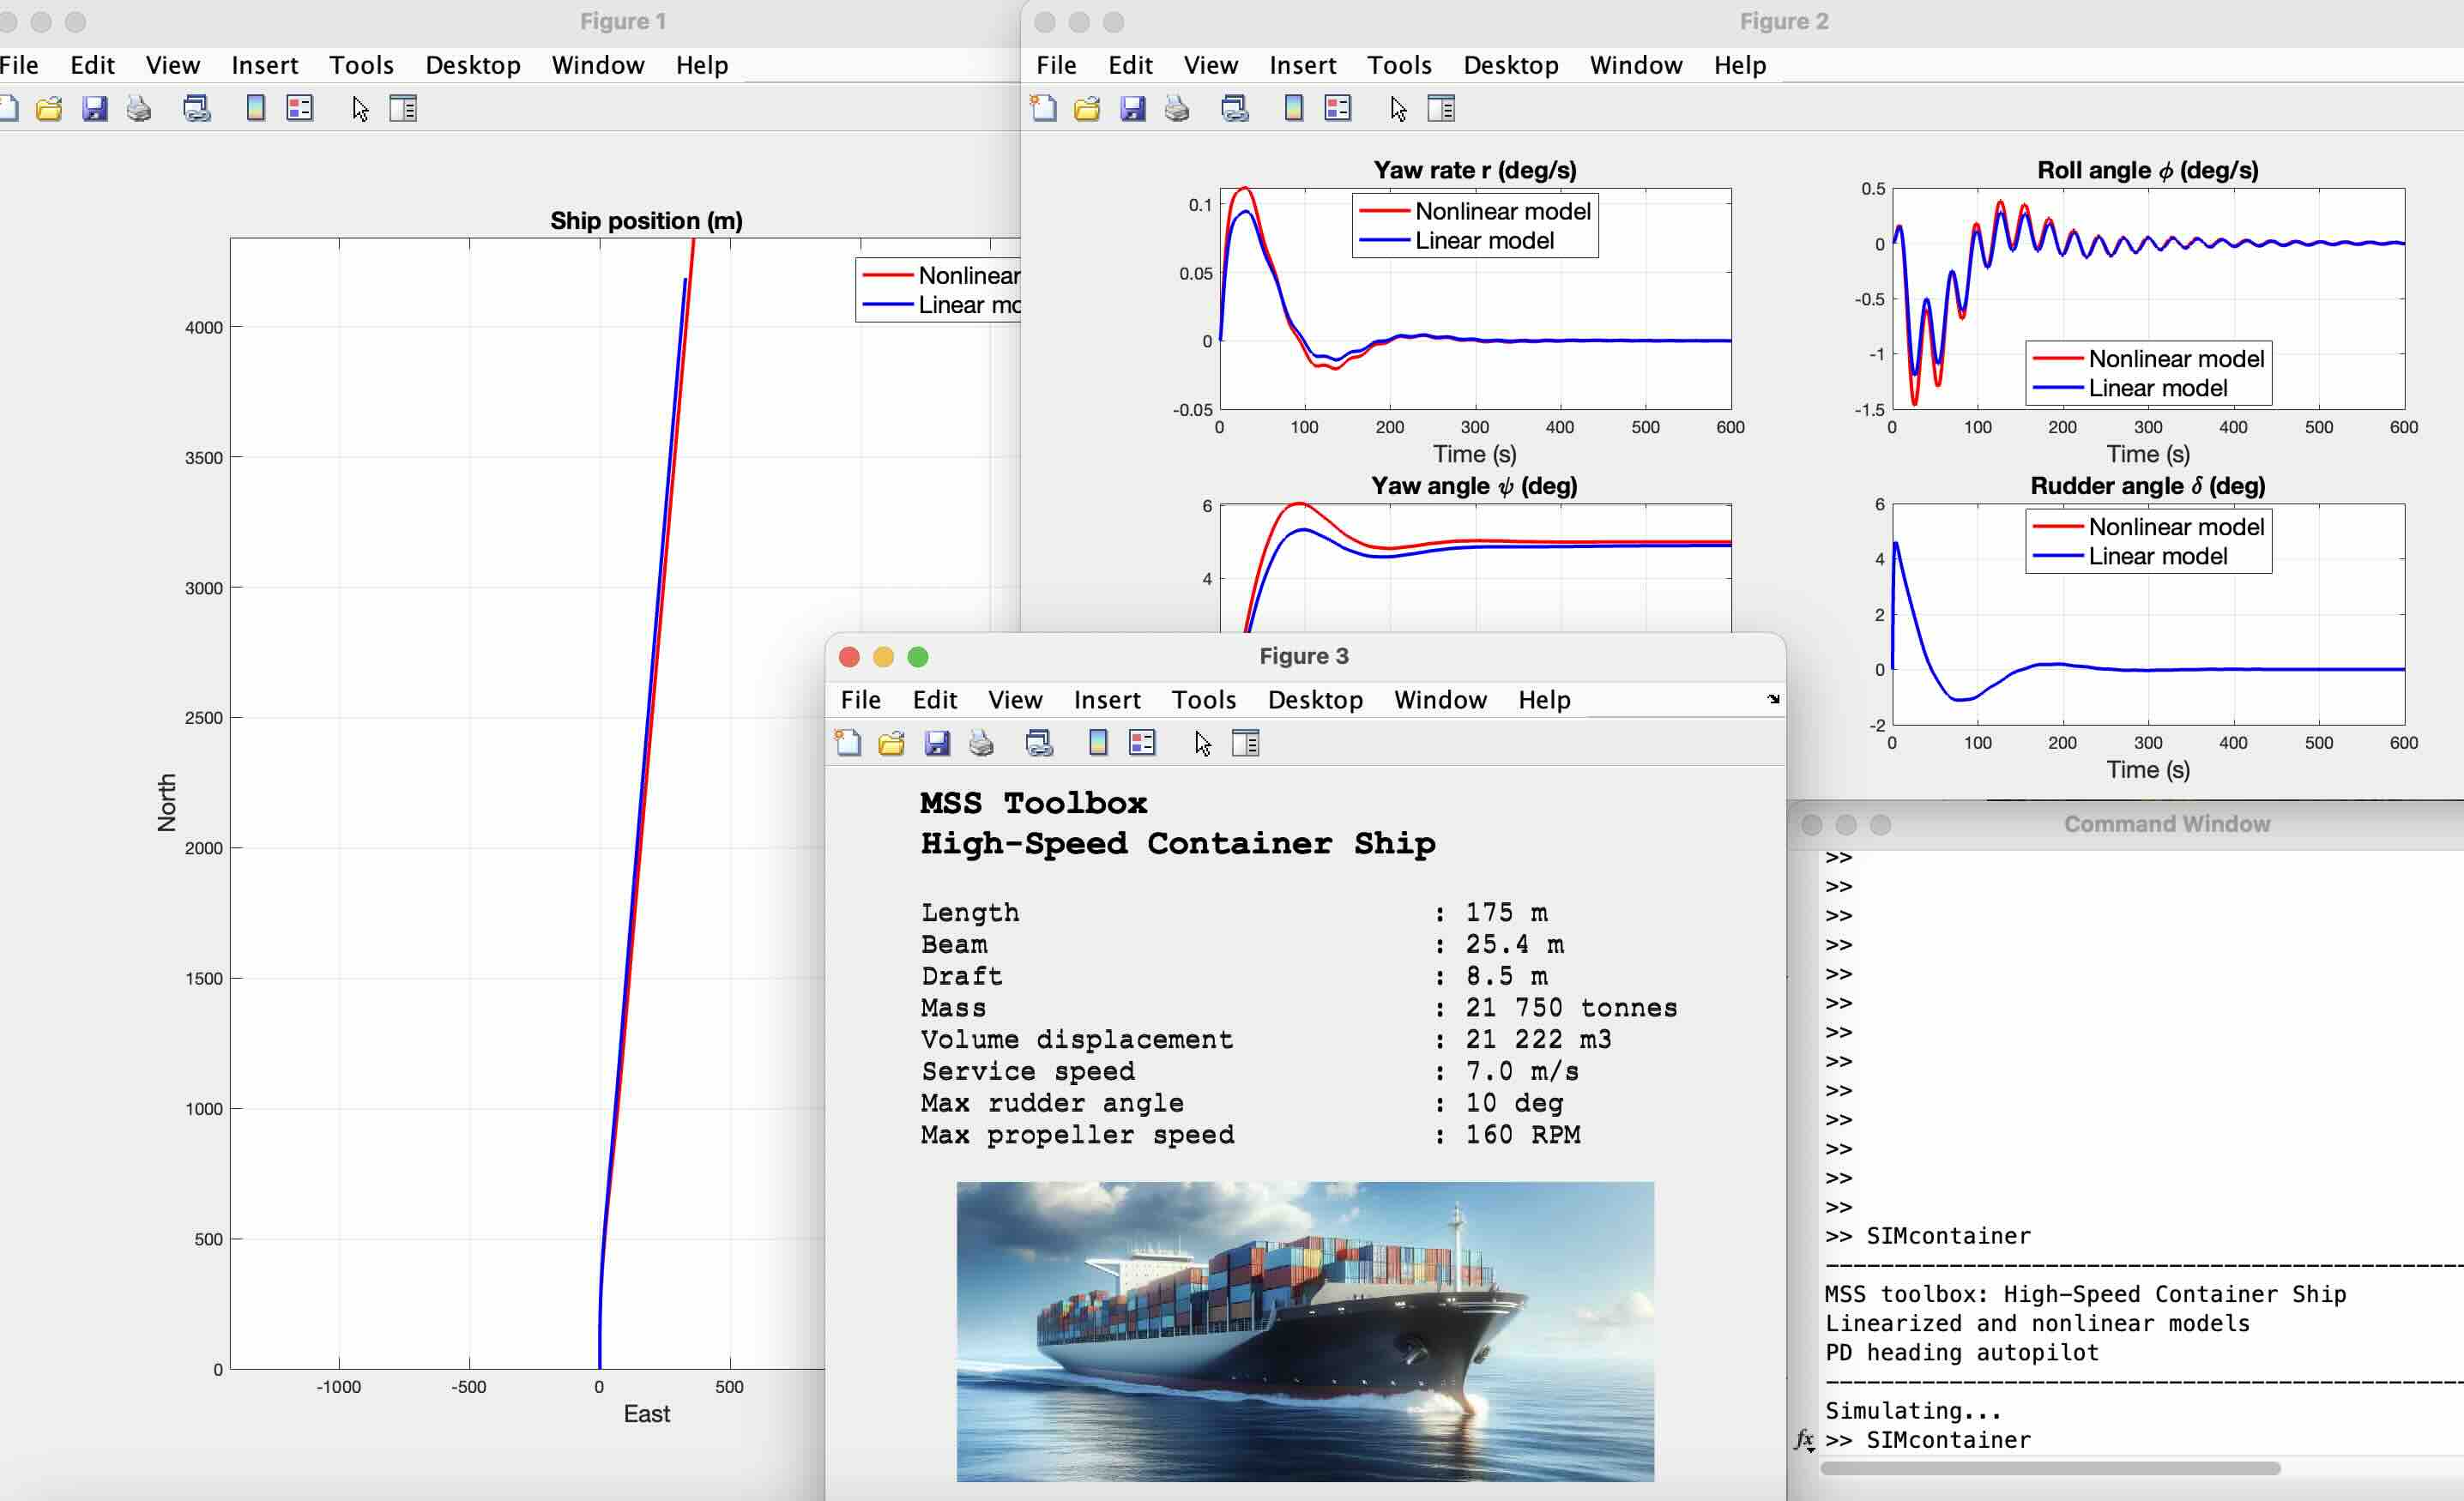 Figure 1
File Edit View Insert Tools Desktop Window Help
Ship position (m)
Nonlinear
Linear mo
4000
3500
3000
2500
2000
1500
1000
500
0
North
-1000 -500 0 500
East
Figure 2
File Edit View Insert Tools Desktop Window Help
Yaw rate r (deg/s)
Nonlinear model
Linear model
0.1
0.05
0
-0.05
0 100 200 300 400 500 600
Time (s)
Roll angle ϕ (deg/s)
0.5
0
-0.5
-1
-1.5
Nonlinear model
Linear model
0 100 200 300 400 500 600
Time (s)
Yaw angle ψ (deg)
6
4
Rudder angle δ (deg)
Nonlinear model
Linear model
6
4
2
0
-2
0 100 200 300 400 500 600
Time (s)
Figure 3
File Edit View Insert Tools Desktop Window Help
MSS Toolbox
High-Speed Container Ship
Length : 175 m
Beam : 25.4 m
Draft : 8.5 m
Mass : 21 750 tonnes
Volume displacement : 21 222 m3
Service speed : 7.0 m/s
Max rudder angle : 10 deg
Max propeller speed : 160 RPM
Command Window
>>
>>
>>
>>
>>
>>
>>
>>
>>
>>
>>
>>
>>
>> SIMcontainer
MSS toolbox: High-Speed Container Ship
Linearized and nonlinear models
PD heading autopilot
Simulating...
fx >> SIMcontainer